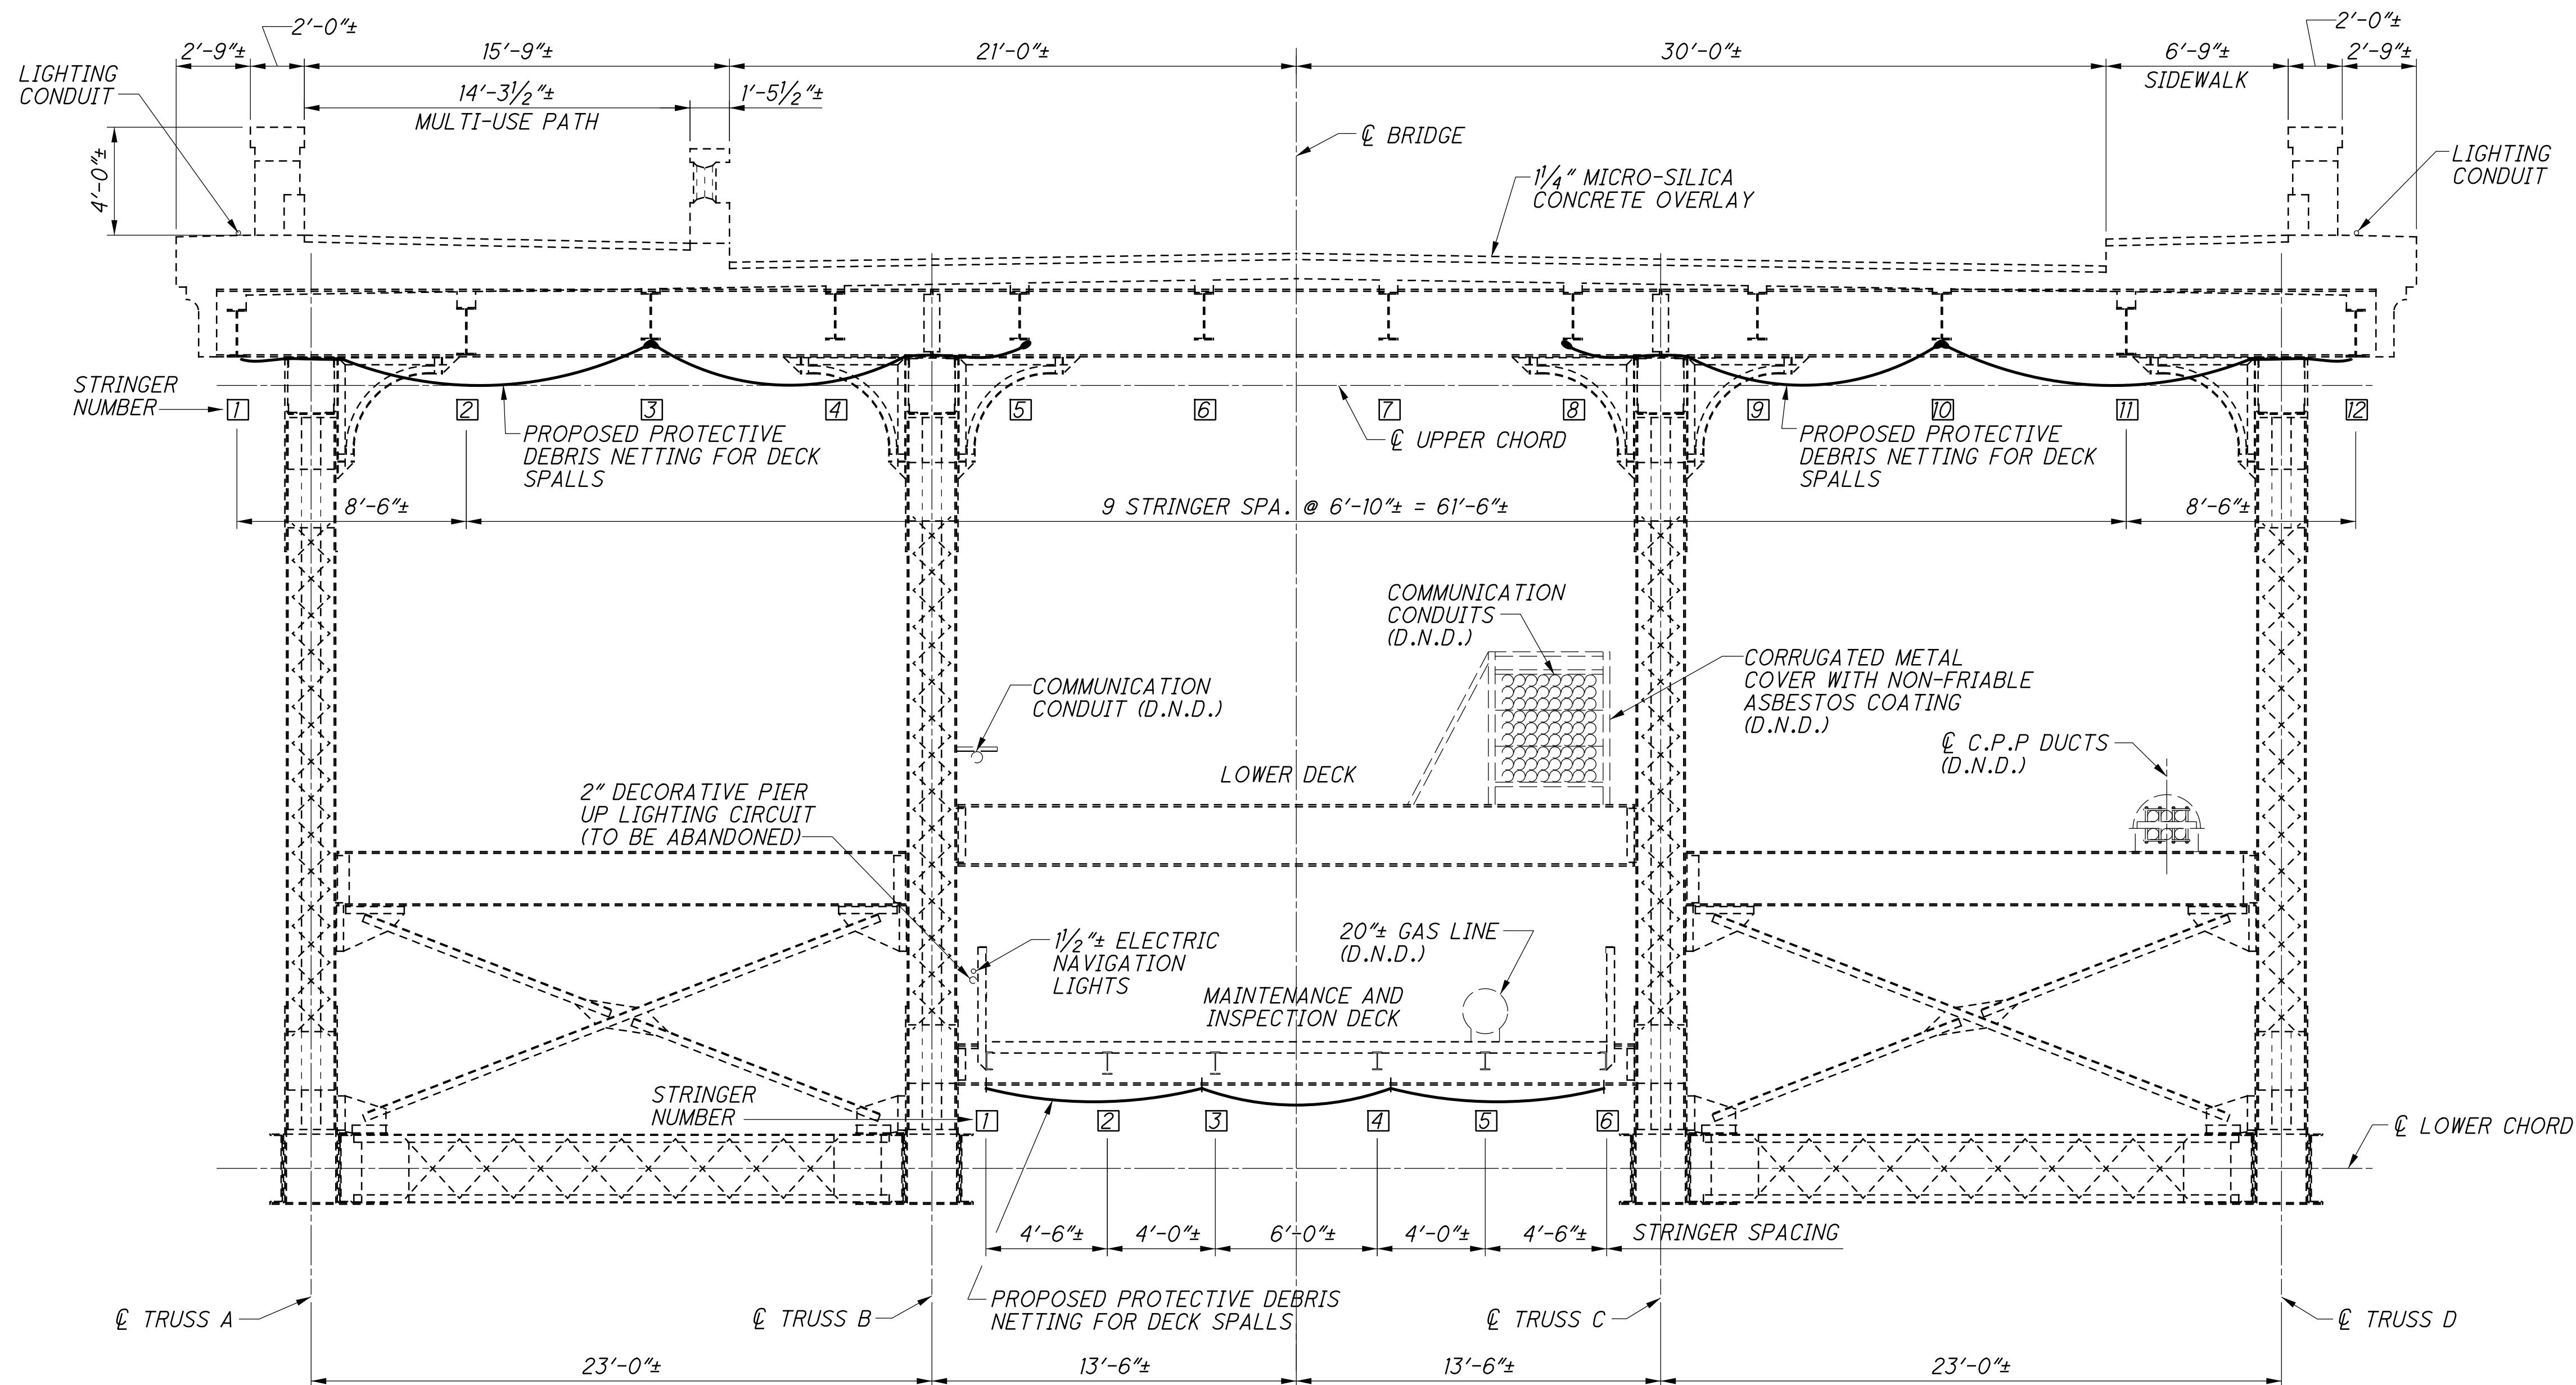 2'-0"±
2'-0"±
2'-9"±
15'-9"±
21'-0"±
30'-0"±
6'-9"±
2'-9"±
LIGHTING
CONDUIT
SIDEWALK
14'-3½"±
1'-5½"±
MULTI-USE PATH
4'-0"±
℄ BRIDGE
LIGHTING
CONDUIT
1¼" MICRO-SILICA
CONCRETE OVERLAY
STRINGER
NUMBER
1
2
3
4
5
6
7
8
9
10
11
12
PROPOSED PROTECTIVE
DEBRIS NETTING FOR DECK
SPALLS
℄ UPPER CHORD
PROPOSED PROTECTIVE
DEBRIS NETTING FOR DECK
SPALLS
8'-6"±
9 STRINGER SPA. @ 6'-10"± = 61'-6"±
8'-6"±
COMMUNICATION
CONDUITS
(D.N.D.)
COMMUNICATION
CONDUIT (D.N.D.)
CORRUGATED METAL
COVER WITH NON-FRIABLE
ASBESTOS COATING
(D.N.D.)
℄ C.P.P DUCTS
(D.N.D.)
LOWER DECK
2" DECORATIVE PIER
UP LIGHTING CIRCUIT
(TO BE ABANDONED)
1½"± ELECTRIC
NAVIGATION
LIGHTS
20"± GAS LINE
(D.N.D.)
MAINTENANCE AND
INSPECTION DECK
STRINGER
NUMBER
1
2
3
4
5
6
℄ LOWER CHORD
4'-6"±
4'-0"±
6'-0"±
4'-0"±
4'-6"±
STRINGER SPACING
PROPOSED PROTECTIVE DEBRIS
NETTING FOR DECK SPALLS
℄ TRUSS A
℄ TRUSS B
℄ TRUSS C
℄ TRUSS D
23'-0"±
13'-6"±
13'-6"±
23'-0"±